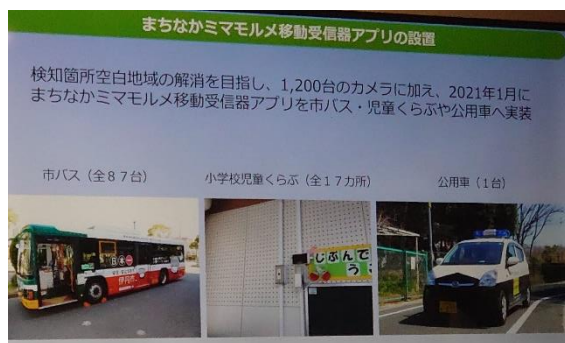 まちなかミマモルメ移動受信器アプリの設置
検知箇所空白地域の解消を目指し、1,200台のカメラに加え、2021年1月に
まちなかミマモルメ移動受信器アプリを市バス・児童くらぶや公用車へ実装
市バス（全８７台）
小学校児童くらぶ（全１７カ所）
公用車（１台）
じぶんで
う